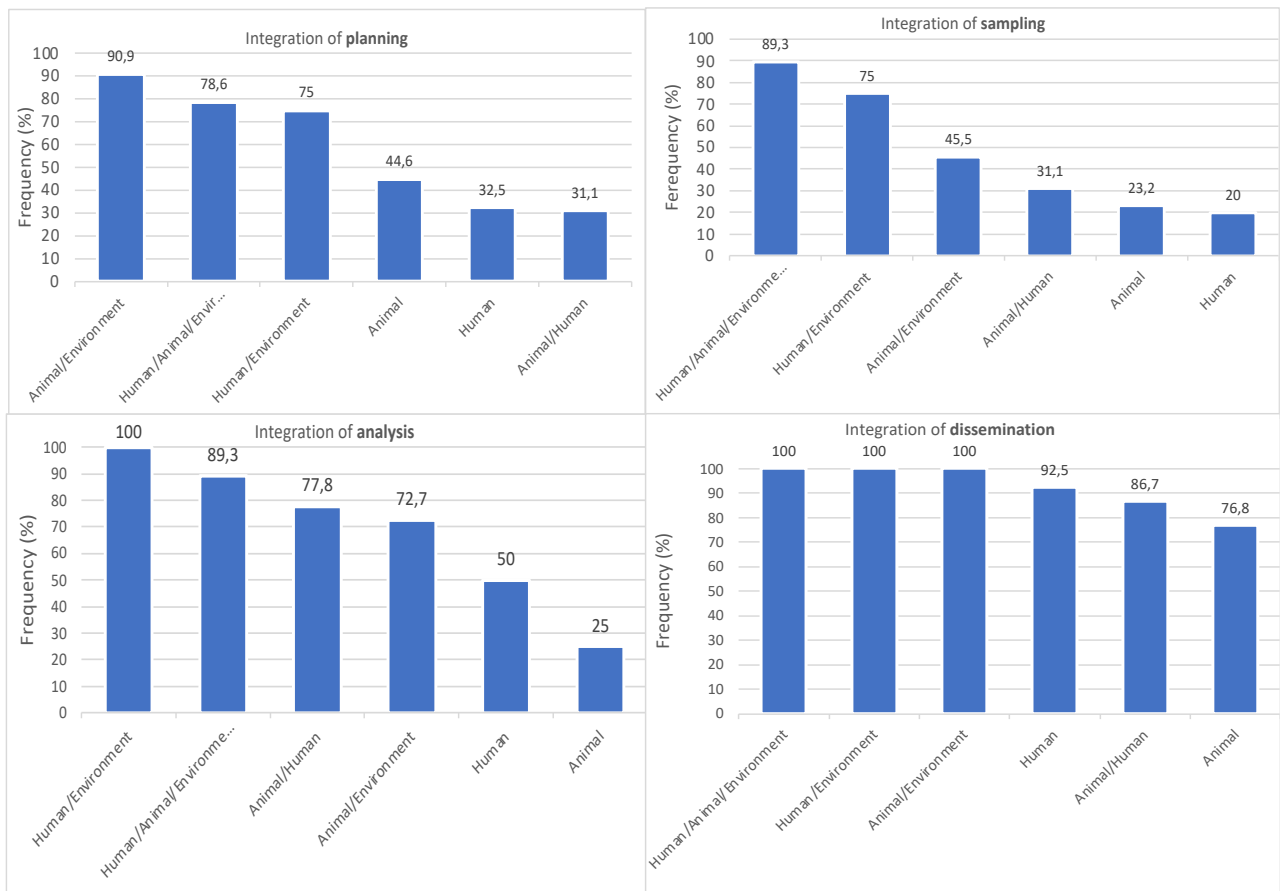 Integration of planning
Frequency (%)
100
90
80
70
60
50
40
30
20
10
0
90,9
78,6
75
44,6
32,5
31,1
Animal/Environment
Human/Animal/Envir...
Human/Environment
Animal
Human
Animal/Human
Integration of sampling
Ferequency (%)
100
90
80
70
60
50
40
30
20
10
0
89,3
75
45,5
31,1
23,2
20
Human/Animal/Environme...
Human/Environment
Animal/Environment
Animal/Human
Animal
Human
Integration of analysis
Frequency (%)
100
90
80
70
60
50
40
30
20
10
0
100
89,3
77,8
72,7
50
25
Human/Environment
Human/Animal/Environme...
Animal/Human
Animal/Environment
Human
Animal
Integration of dissemination
Frequency (%)
100
90
80
70
60
50
40
30
20
10
0
100
100
100
92,5
86,7
76,8
Human/Animal/Environment
Human/Environment
Animal/Environment
Human
Animal/Human
Animal